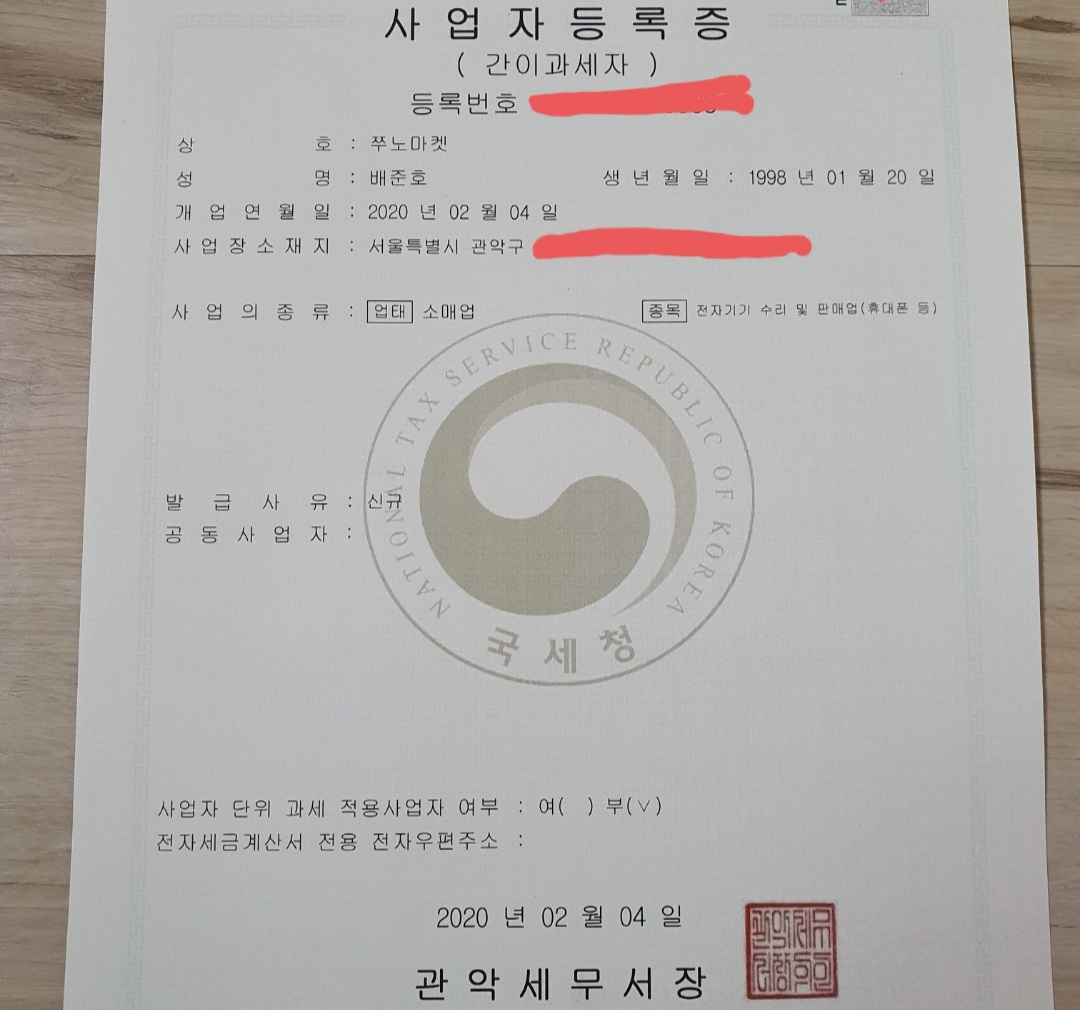 사업자등록증
( 간이과세자 )
등록번호
상 호 : 쭈노마켓
성 명 : 배준호 생년월일 : 1998 년 01 월 20 일
개업연월일 : 2020 년 02 월 04 일
사업장소재지 : 서울특별시 관악구
사업의종류 : 업태 소매업 종목 전자기기 수리 및 판매업(휴대폰 등)
NATIONAL TAX SERVICE REPUBLIC OF KOREA
발급사유 : 신규
공동사업자 :
국세청
사업자 단위 과세 적용사업자 여부 : 여( ) 부(∨)
전자세금계산서 전용 전자우편주소 :
2020 년 02 월 04 일
관악세무서장